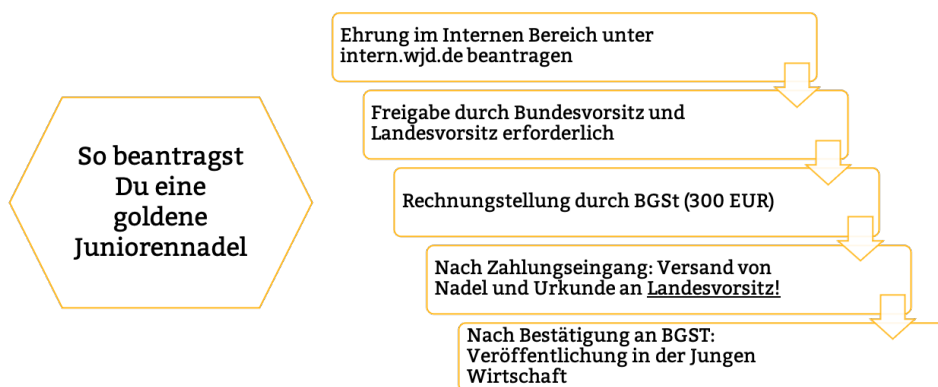 So beantragst
Du eine
goldene
Juniorennadel
Ehrung im Internen Bereich unter
intern.wjd.de beantragen
Freigabe durch Bundesvorsitz und
Landesvorsitz erforderlich
Rechnungstellung durch BGSt (300 EUR)
Nach Zahlungseingang: Versand von
Nadel und Urkunde an Landesvorsitz!
Nach Bestätigung an BGST:
Veröffentlichung in der Jungen
Wirtschaft